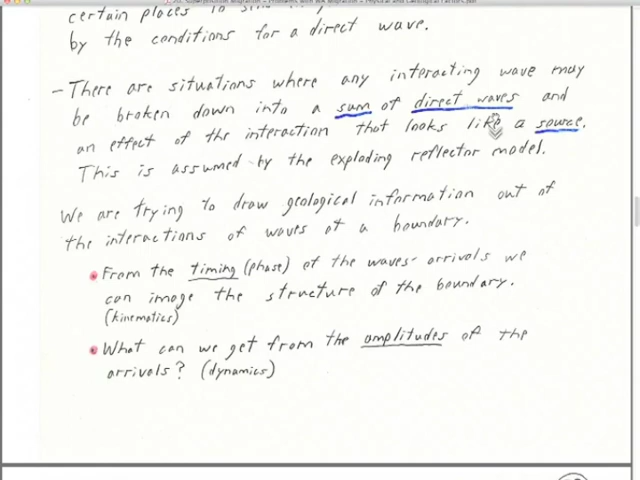 certain places in
by the conditions for a direct wave.
- There are situations where any interacting wave may
be broken down into a sum of direct waves and
an effect of the interaction that looks like a source.
This is assumed by the exploding reflector model.
We are trying to draw geological information out of
the interactions of waves at a boundary.
• From the timing (phase) of the waves' arrivals we
can image the structure of the boundary.
(kinematics)
• What can we get from the amplitudes of the
arrivals? (dynamics)